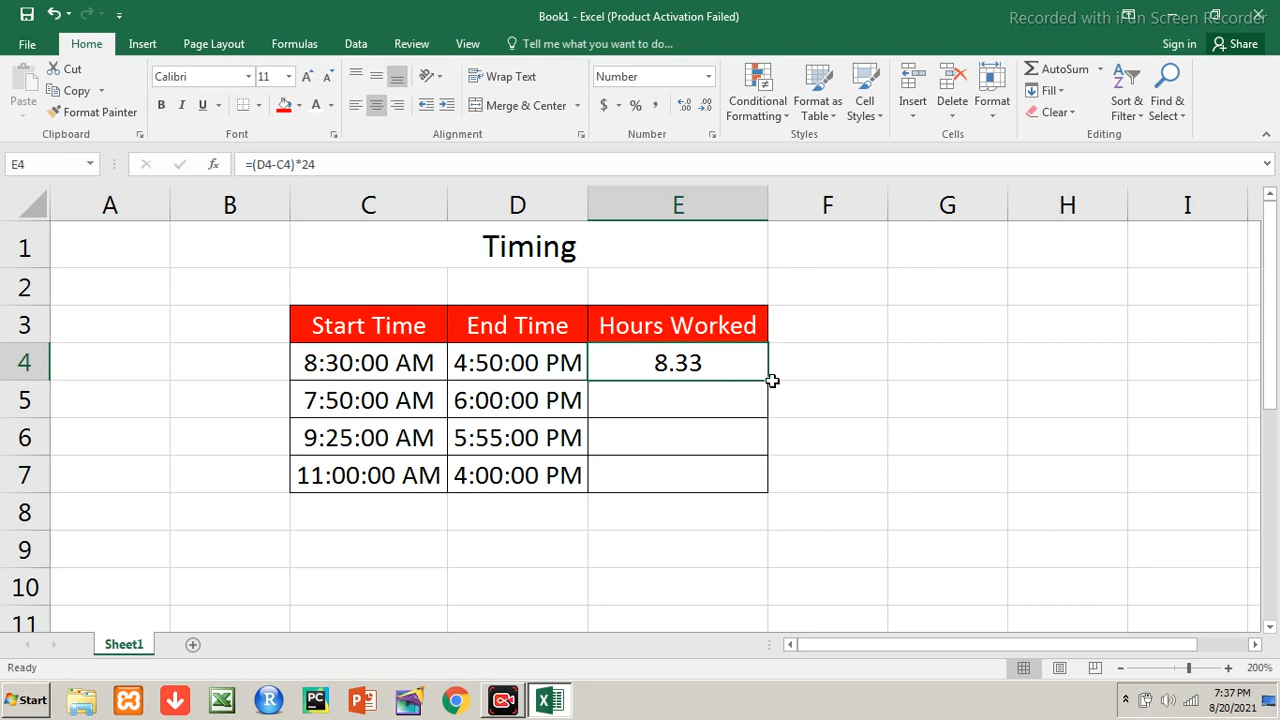 Book1 - Excel (Product Activation Failed)
Recorded with iTop Screen Recorder
File Home Insert Page Layout Formulas Data Review View Tell me what you want to do... Sign in Share
Cut
Copy
Format Painter
Paste
Clipboard
Calibri 11
B I U A
Font
Wrap Text
Merge & Center
Alignment
Number
$ % ,
Number
Conditional Formatting
Format as Table
Cell Styles
Styles
Insert
Delete
Format
Cells
AutoSum
Fill
Clear
Sort & Filter
Find & Select
Editing
E4 fx =(D4-C4)*24
A B C D E F G H I
1 Timing
2
3 Start Time End Time Hours Worked
4 8:30:00 AM 4:50:00 PM 8.33
5 7:50:00 AM 6:00:00 PM
6 9:25:00 AM 5:55:00 PM
7 11:00:00 AM 4:00:00 PM
8
9
10
11
Sheet1
Ready 200%
Start
PC
7:37 PM
8/20/2021